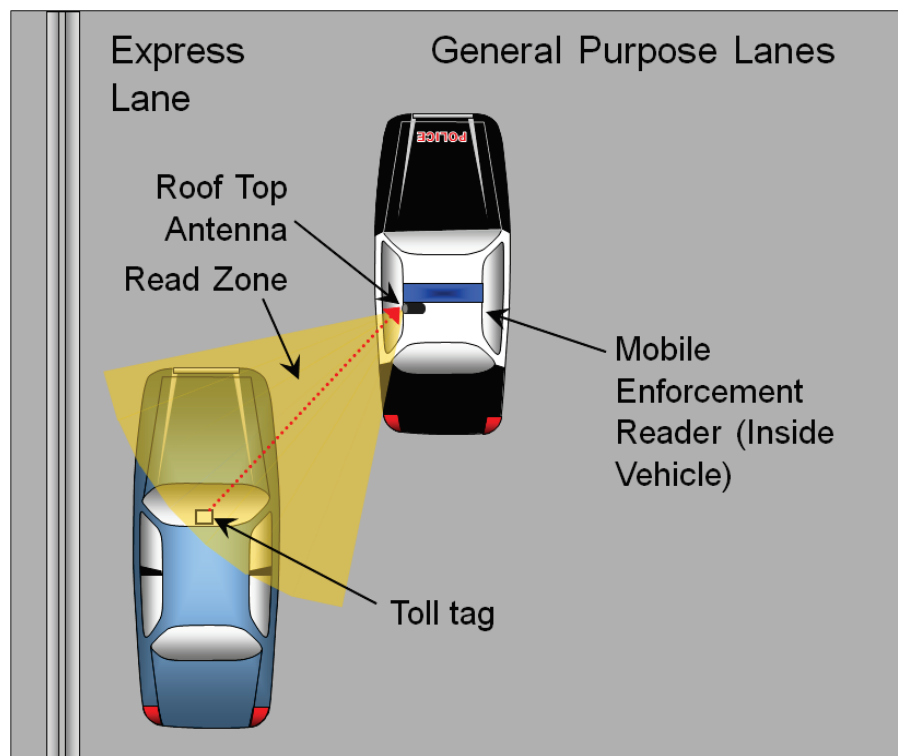 Express
Lane
General Purpose Lanes
POLICE
Roof Top
Antenna
Read Zone
Mobile
Enforcement
Reader (Inside
Vehicle)
Toll tag